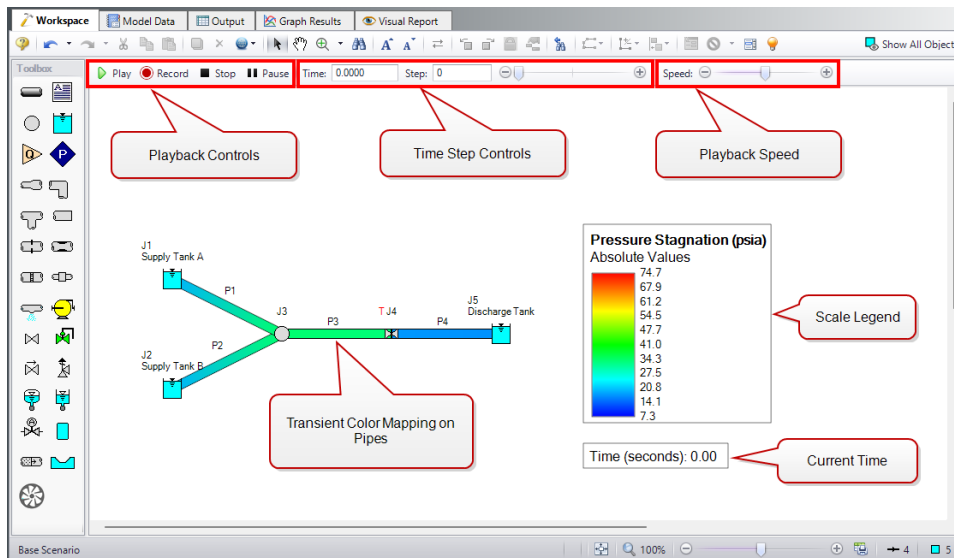 Workspace
Model Data
Output
Graph Results
Visual Report
Show All Object
Toolbox
Play
Record
Stop
Pause
Time: 0.0000
Step: 0
Speed:
Playback Controls
Time Step Controls
Playback Speed
J1
Supply Tank A
P1
J3
P3
T J4
P4
J5
Discharge Tank
P2
J2
Supply Tank B
Transient Color Mapping on
Pipes
Pressure Stagnation (psia)
Absolute Values
74.7
67.9
61.2
54.5
47.7
41.0
34.3
27.5
20.8
14.1
7.3
Scale Legend
Time (seconds): 0.00
Current Time
Base Scenario
100%
4
5